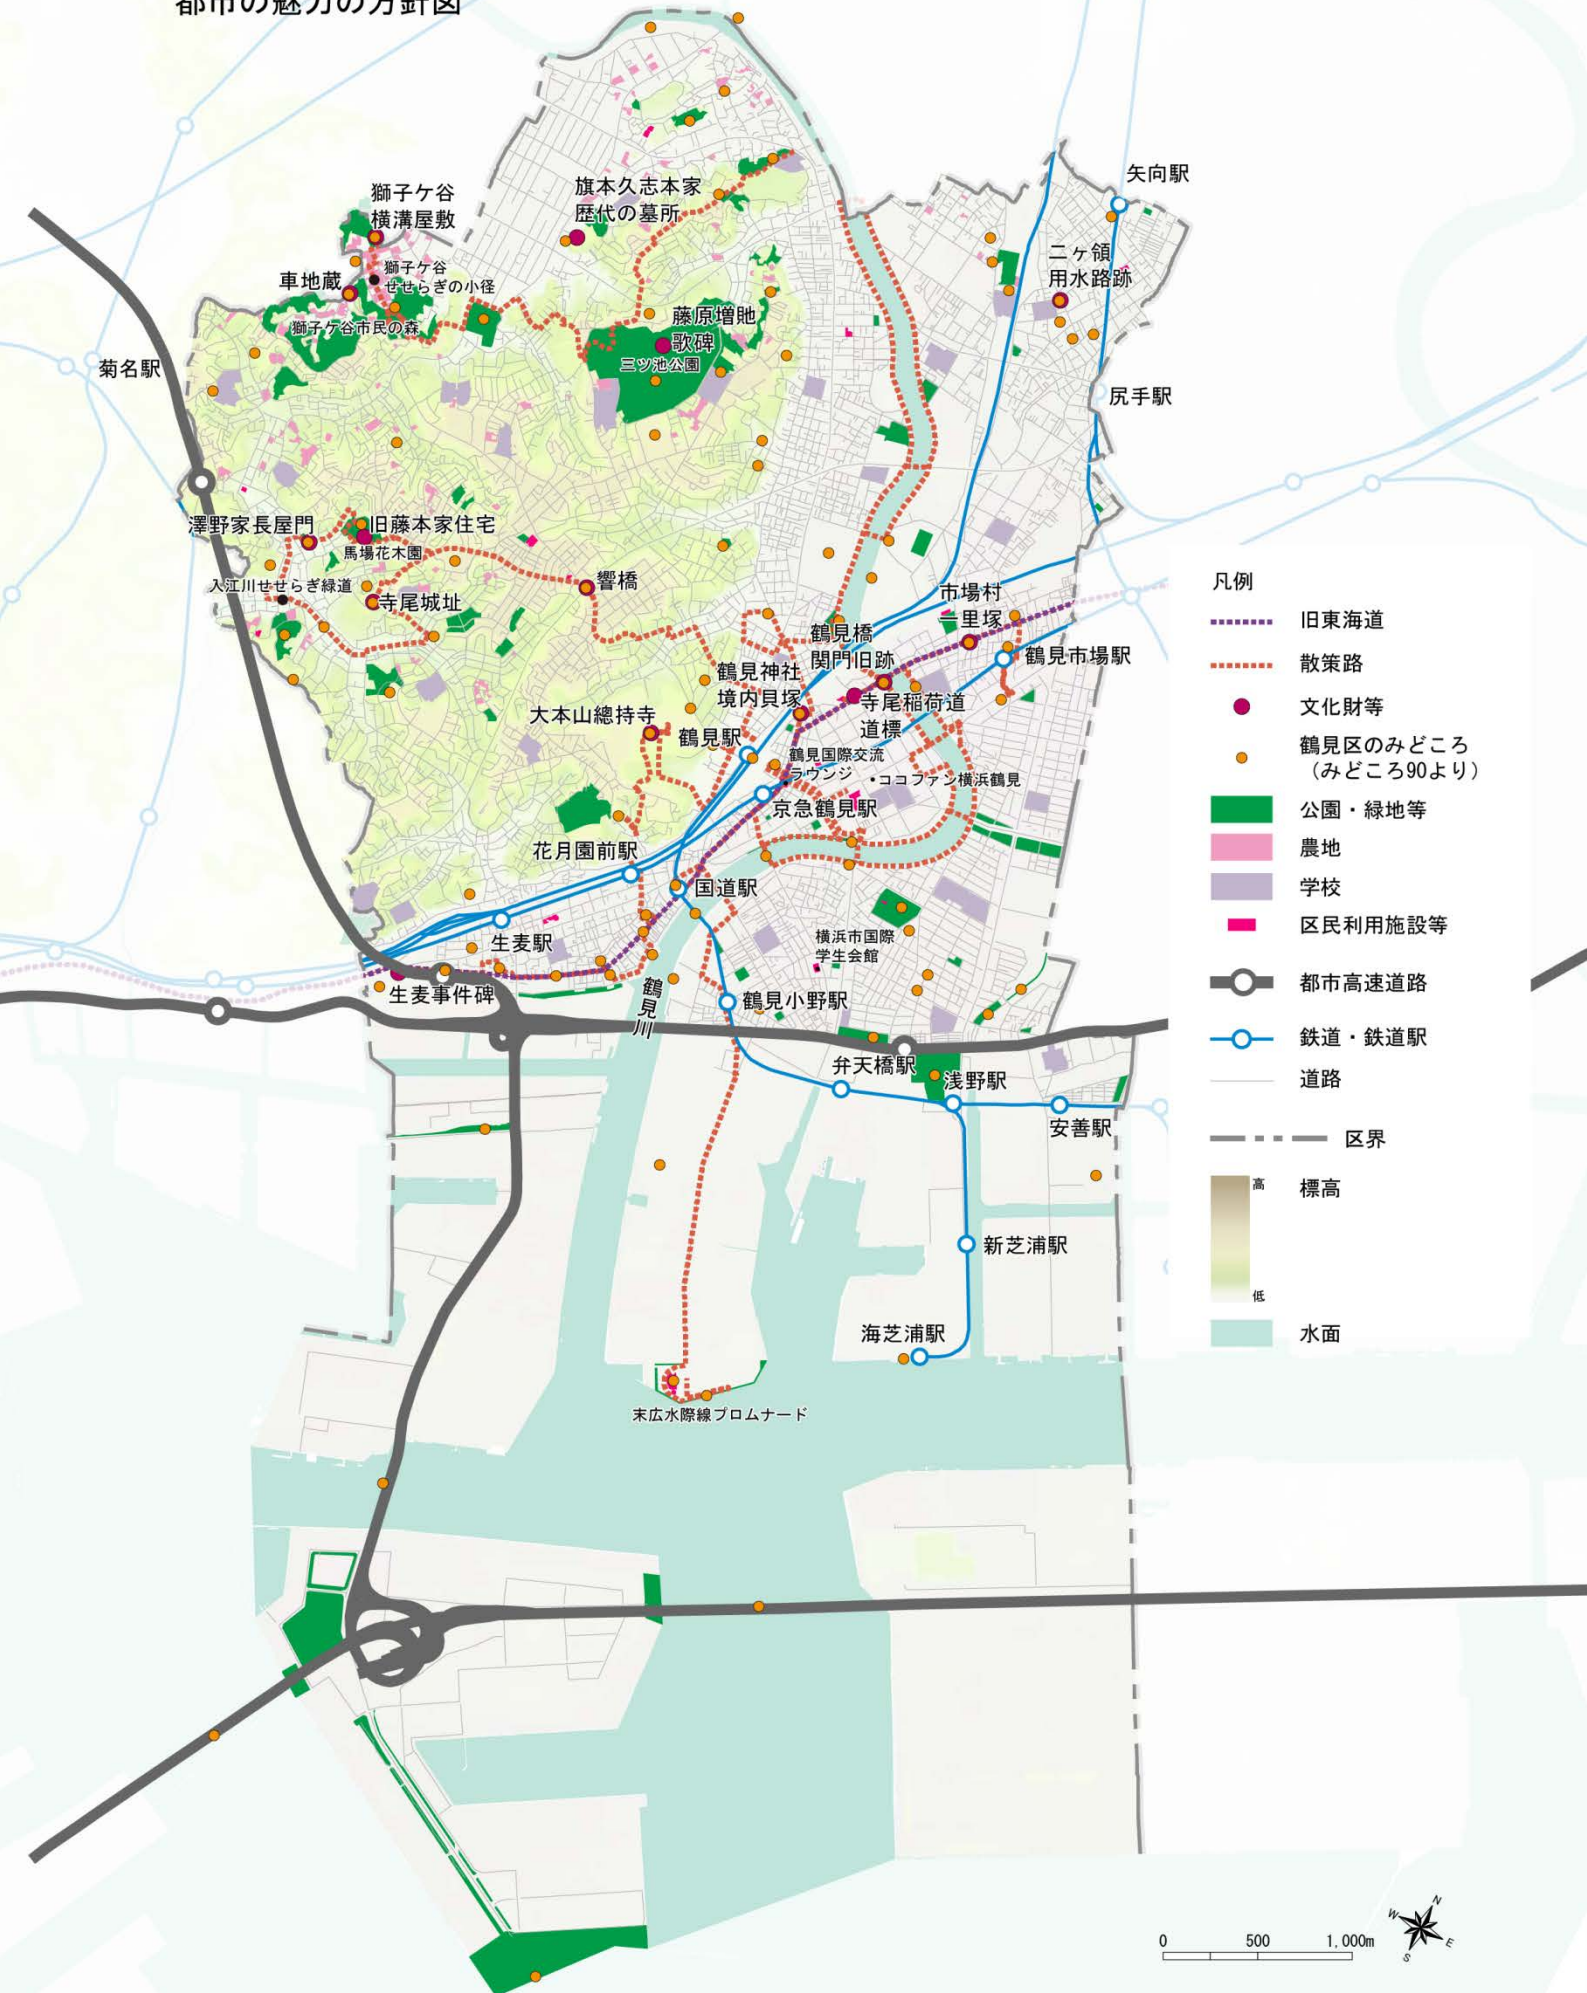 都市の魅力の方針図
矢向駅
旗本久志本家
歴代の墓所
獅子ケ谷
横溝屋敷
二ヶ領
用水路跡
獅子ケ谷
せせらぎの小径
車地蔵
獅子ケ谷市民の森
藤原増貤
歌碑
三ツ池公園
菊名駅
尻手駅
澤野家長屋門
旧藤本家住宅
馬場花木園
入江川せせらぎ緑道
寺尾城址
響橋
市場村
一里塚
鶴見橋
関門旧跡
鶴見市場駅
鶴見神社
境内貝塚
寺尾稲荷道
道標
大本山總持寺
鶴見駅
鶴見国際交流
ラウンジ
・ココファン横浜鶴見
京急鶴見駅
花月園前駅
国道駅
生麦駅
横浜市国際
学生会館
生麦事件碑
鶴見川
鶴見小野駅
弁天橋駅
浅野駅
安善駅
新芝浦駅
海芝浦駅
末広水際線プロムナード
凡例
旧東海道
散策路
文化財等
鶴見区のみどころ
（みどころ90より）
公園・緑地等
農地
学校
区民利用施設等
都市高速道路
鉄道・鉄道駅
道路
区界
高
標高
低
水面
0 500 1,000m
N
W
E
S